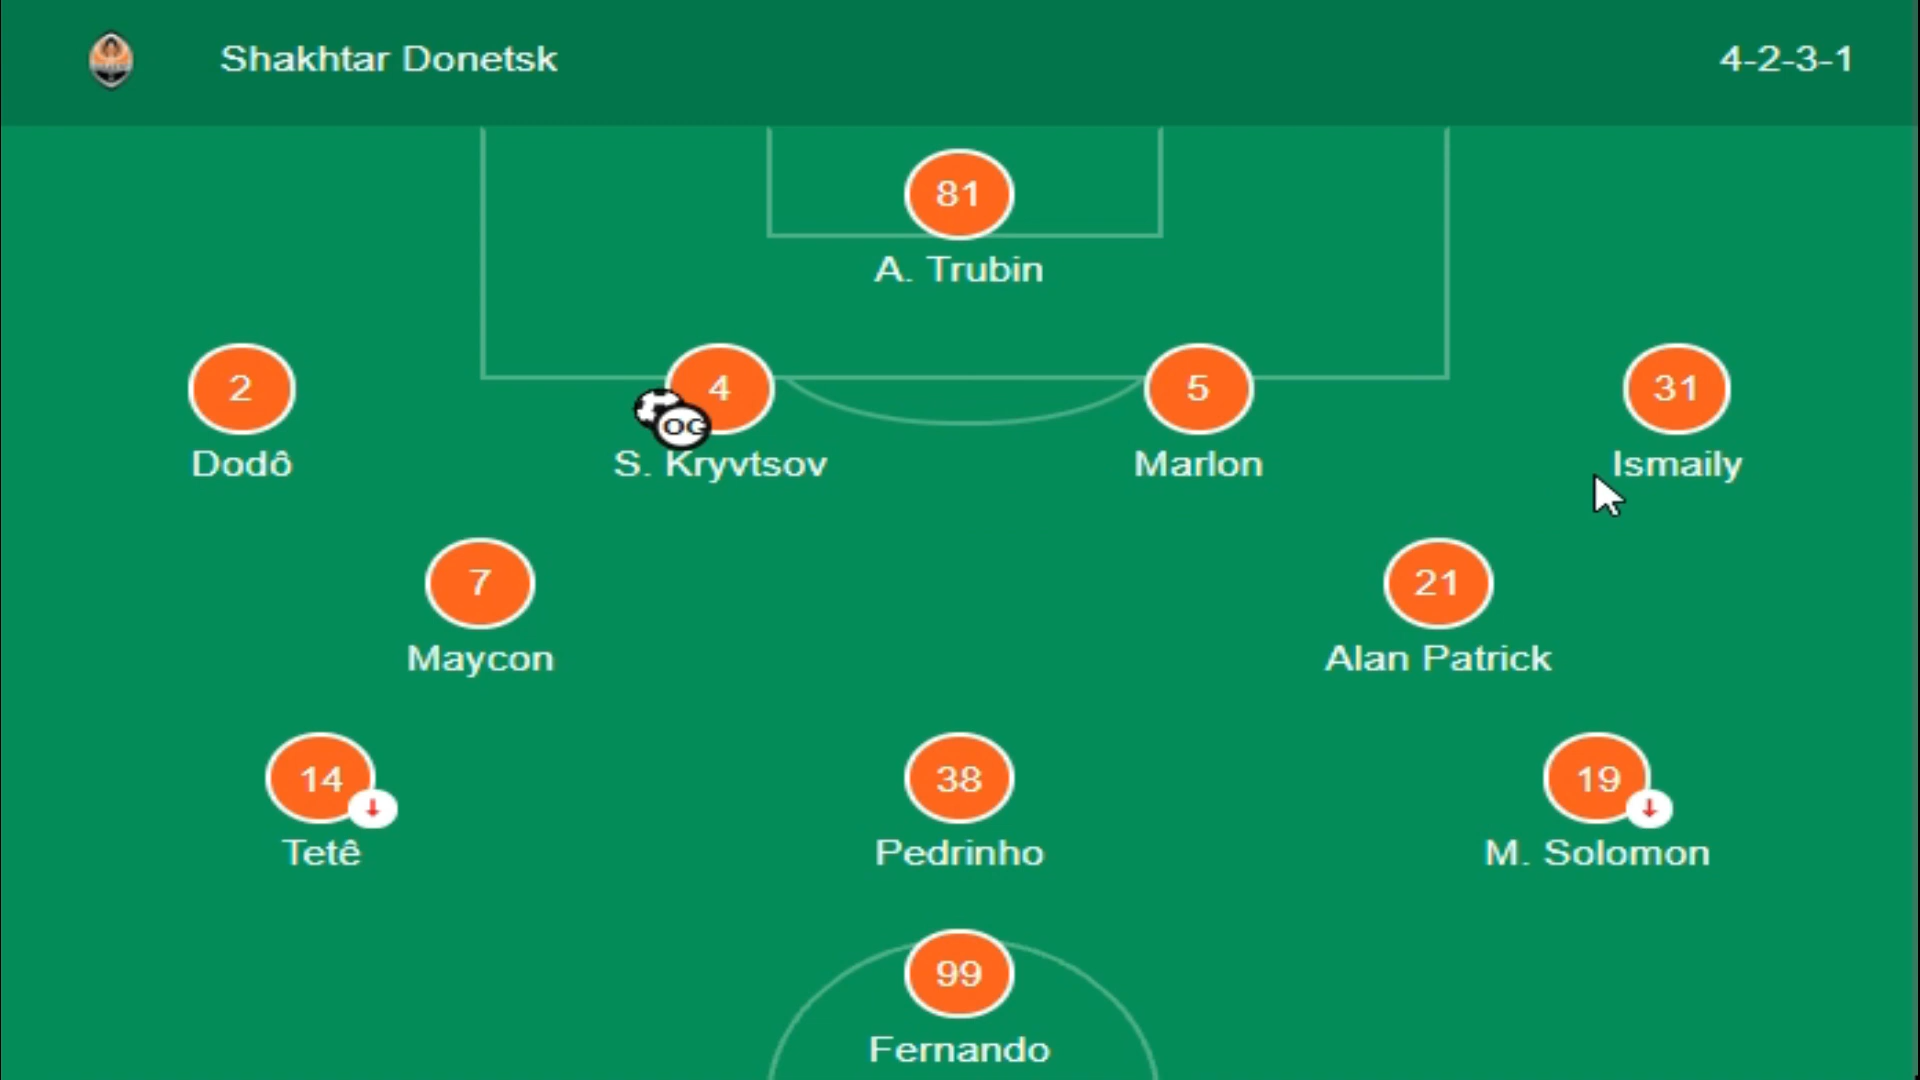 Shakhtar Donetsk
4-2-3-1
81
A. Trubin
2
4
5
31
OG
Dodô
S. Kryvtsov
Marlon
Ismaily
7
21
Maycon
Alan Patrick
14
38
19
Tetê
Pedrinho
M. Solomon
99
Fernando